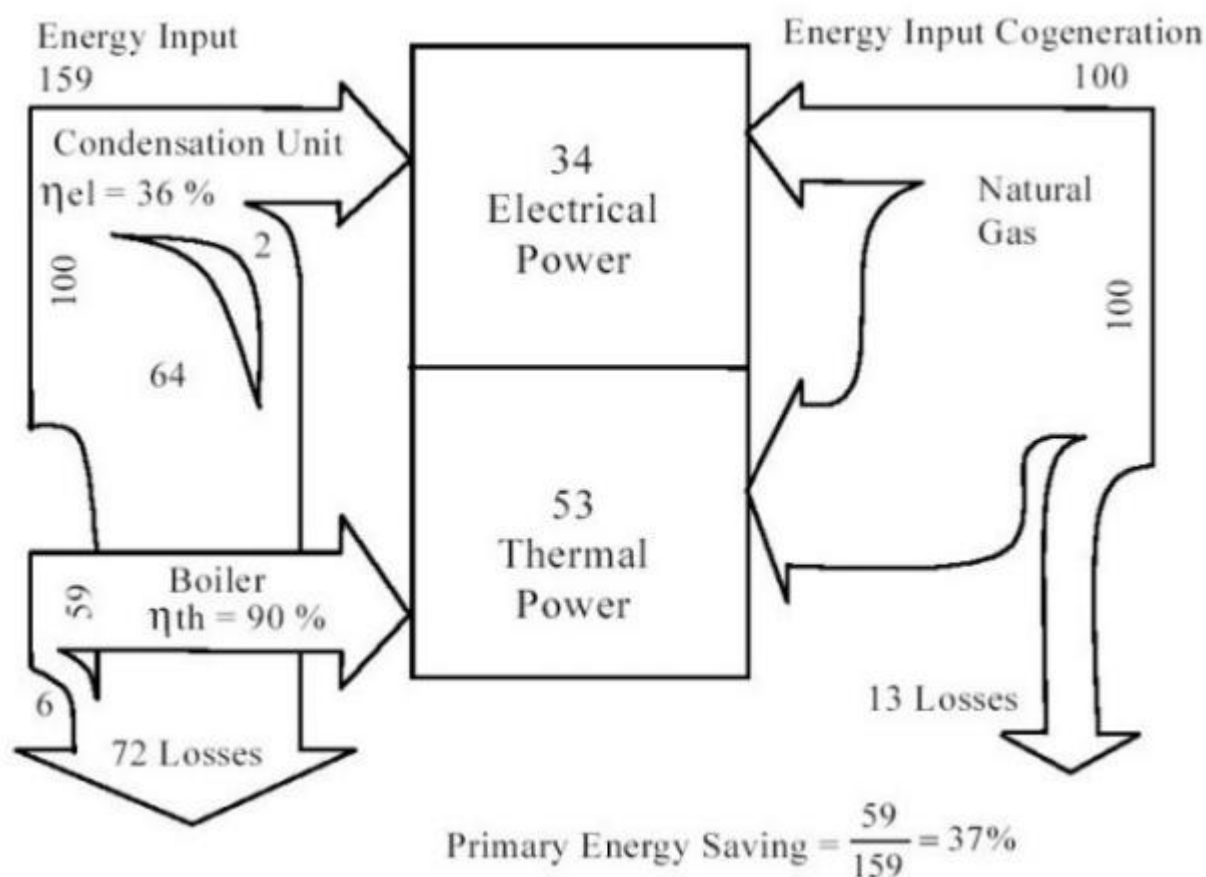 Energy Input
159
Energy Input Cogeneration
100
Condensation Unit
ηel = 36 %
2
100
64
34
Electrical
Power
Natural
Gas
100
53
Thermal
Power
59
Boiler
ηth = 90 %
6
72 Losses
13 Losses
Primary Energy Saving = 59/159 = 37%